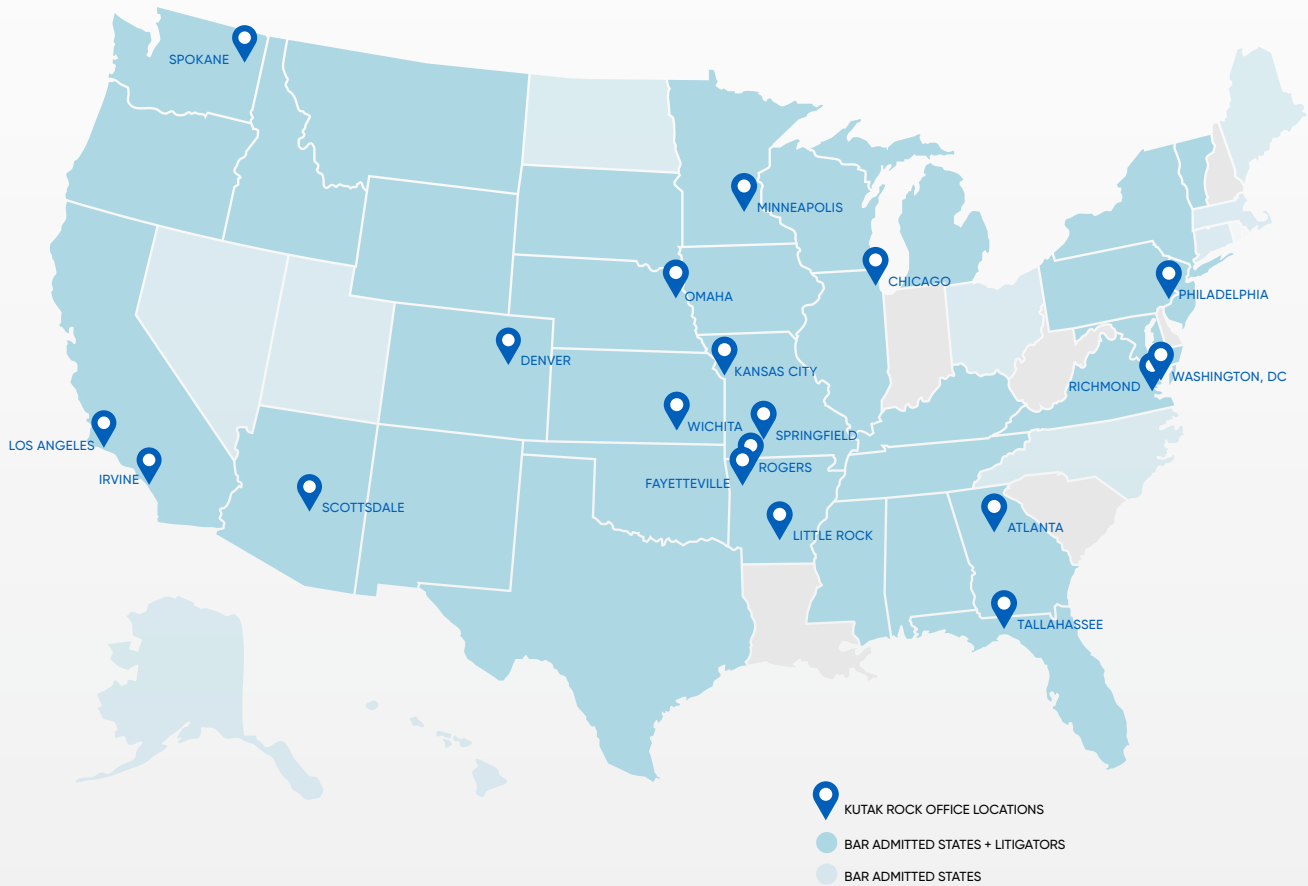 SPOKANE
MINNEAPOLIS
CHICAGO
OMAHA
PHILADELPHIA
DENVER
KANSAS CITY
WASHINGTON, DC
RICHMOND
WICHITA
SPRINGFIELD
LOS ANGELES
ROGERS
IRVINE
FAYETTEVILLE
SCOTTSDALE
ATLANTA
LITTLE ROCK
TALLAHASSEE
KUTAK ROCK OFFICE LOCATIONS
BAR ADMITTED STATES + LITIGATORS
BAR ADMITTED STATES